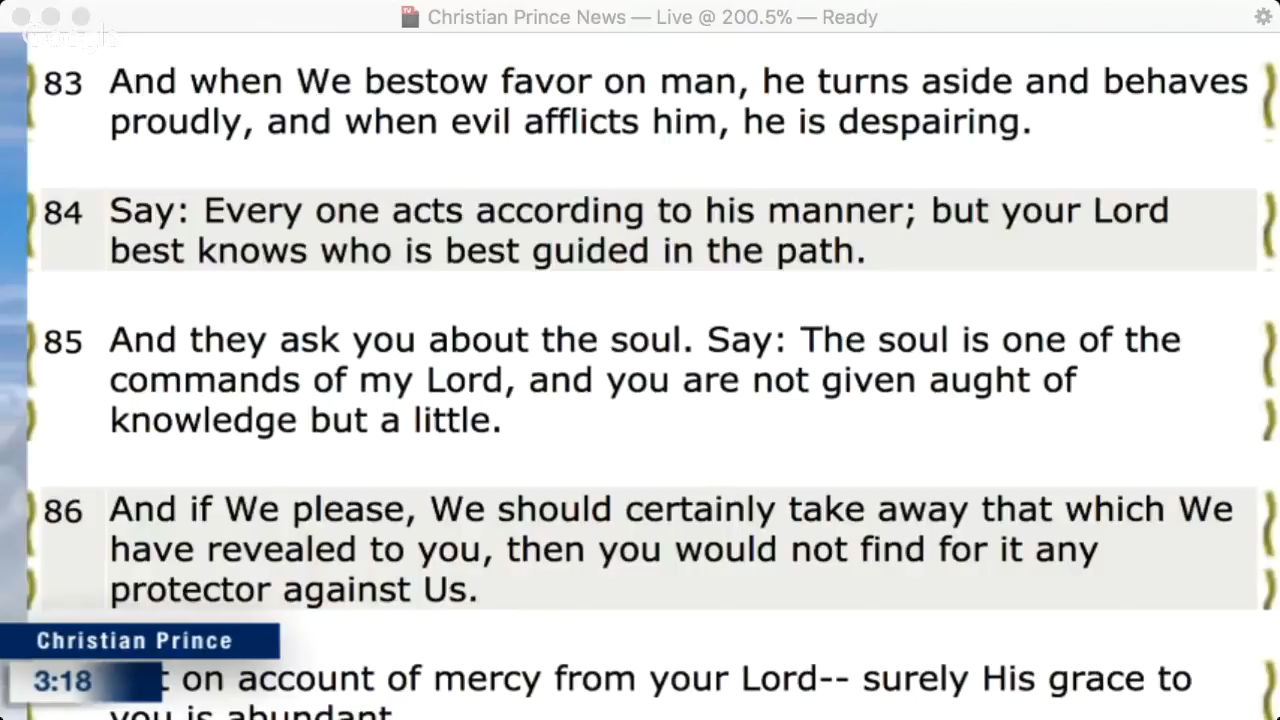 Christian Prince News — Live @ 200.5% — Ready
83 And when We bestow favor on man, he turns aside and behaves
proudly, and when evil afflicts him, he is despairing.
84 Say: Every one acts according to his manner; but your Lord
best knows who is best guided in the path.
85 And they ask you about the soul. Say: The soul is one of the
commands of my Lord, and you are not given aught of
knowledge but a little.
86 And if We please, We should certainly take away that which We
have revealed to you, then you would not find for it any
protector against Us.
Christian Prince
3:18
on account of mercy from your Lord-- surely His grace to
you is abundant